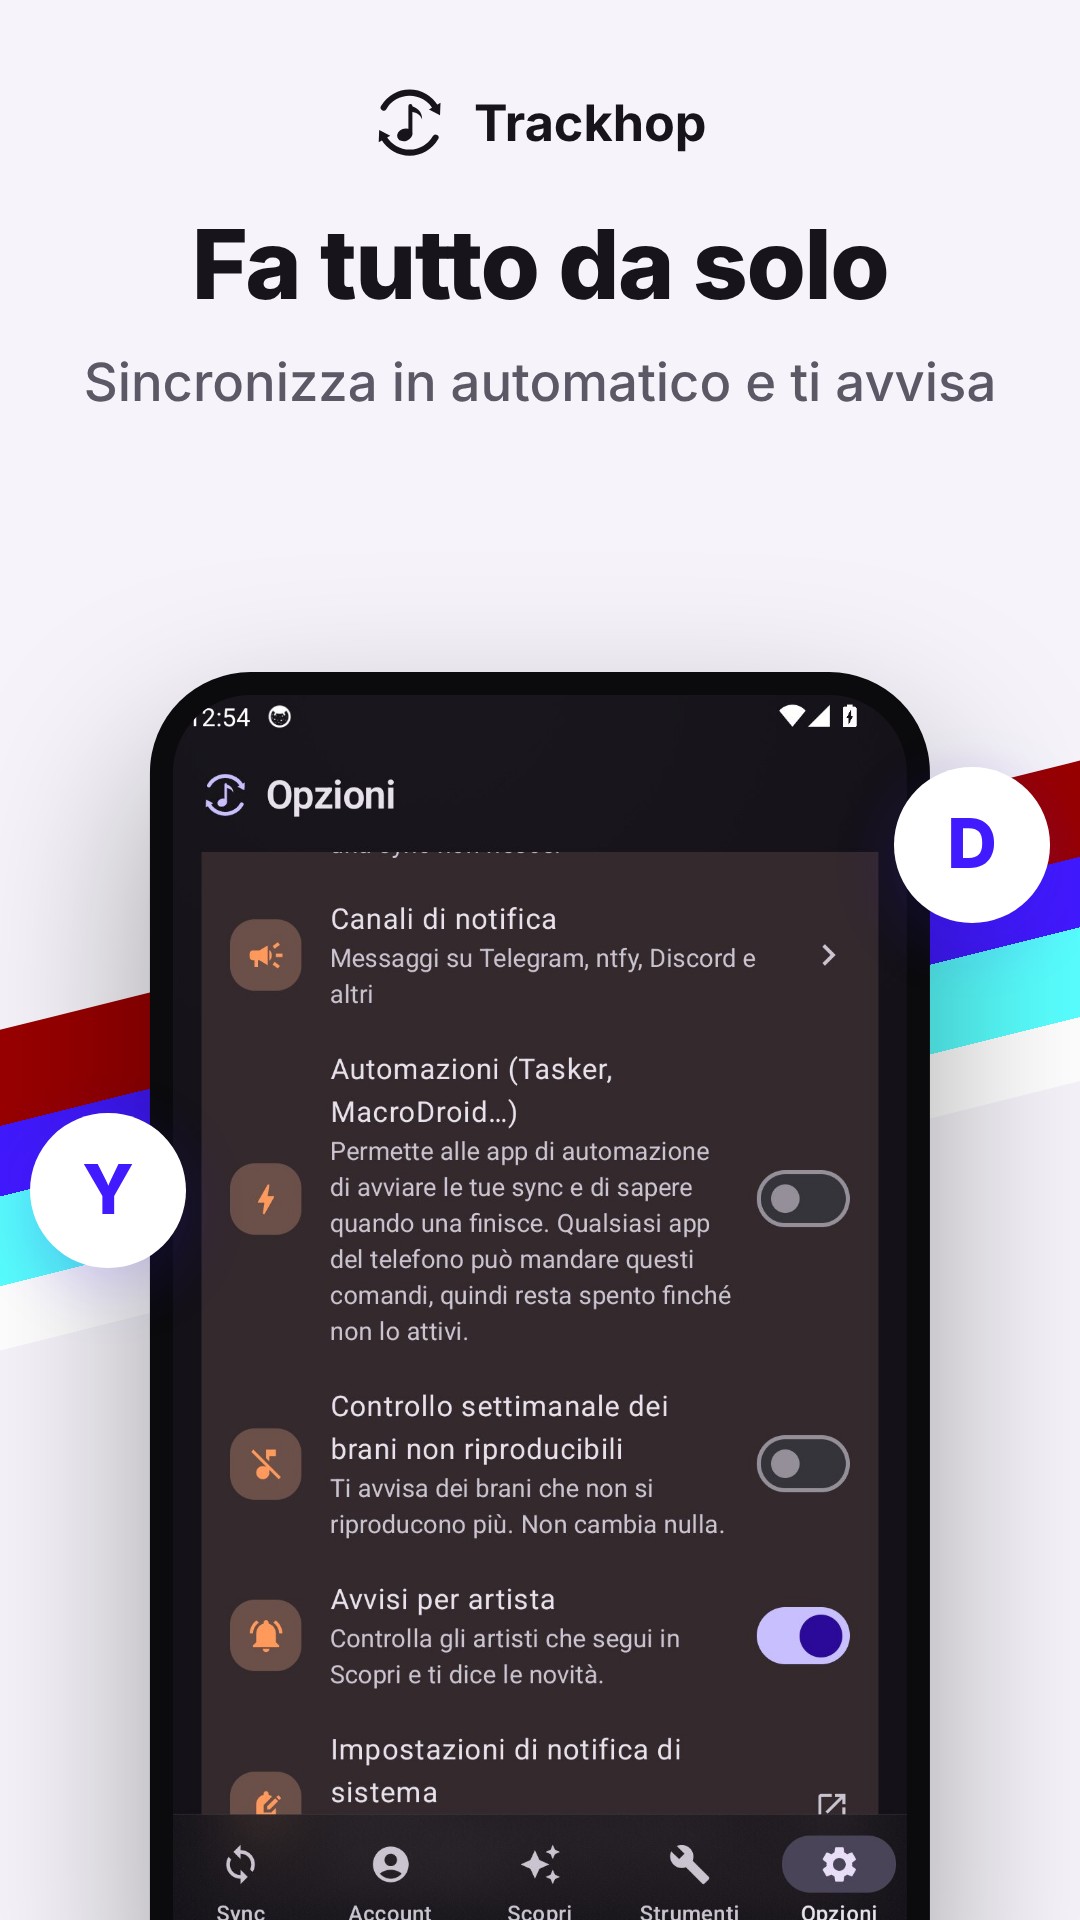 Trackhop
Fa tutto da solo
Sincronizza in automatico e ti avvisa
12:54
Opzioni
Canali di notifica
Messaggi su Telegram, ntfy, Discord e
altri
Automazioni (Tasker,
MacroDroid…)
Permette alle app di automazione
di avviare le tue sync e di sapere
quando una finisce. Qualsiasi app
del telefono può mandare questi
comandi, quindi resta spento finché
non lo attivi.
Controllo settimanale dei
brani non riproducibili
Ti avvisa dei brani che non si
riproducono più. Non cambia nulla.
Avvisi per artista
Controlla gli artisti che segui in
Scopri e ti dice le novità.
Impostazioni di notifica di
sistema
Sync
Account
Scopri
Strumenti
Opzioni
D
Y